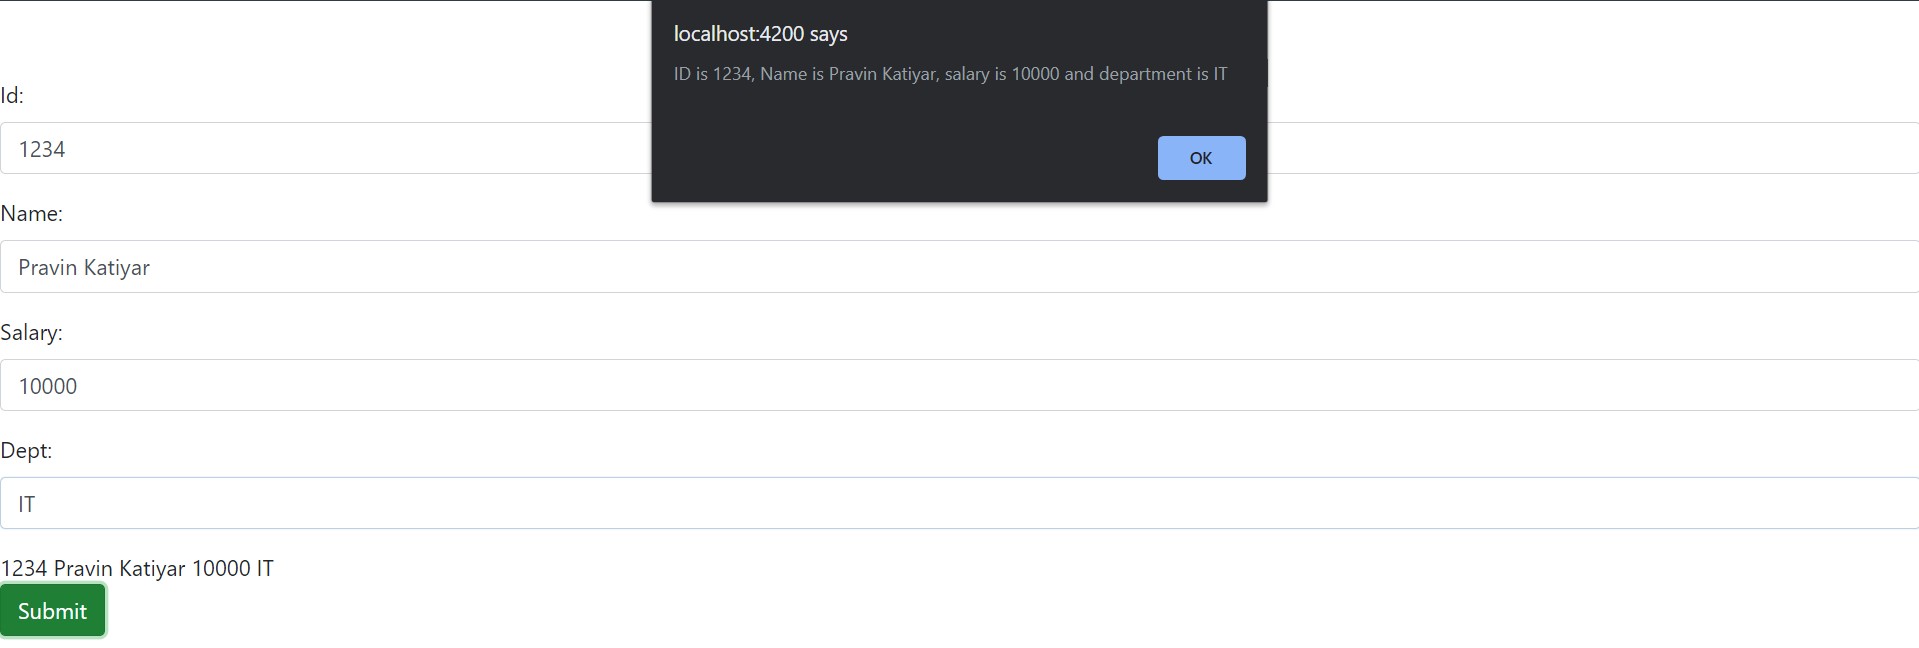 localhost:4200 says
ID is 1234, Name is Pravin Katiyar, salary is 10000 and department is IT
OK
Id:
1234
Name:
Pravin Katiyar
Salary:
10000
Dept:
IT
1234 Pravin Katiyar 10000 IT
Submit